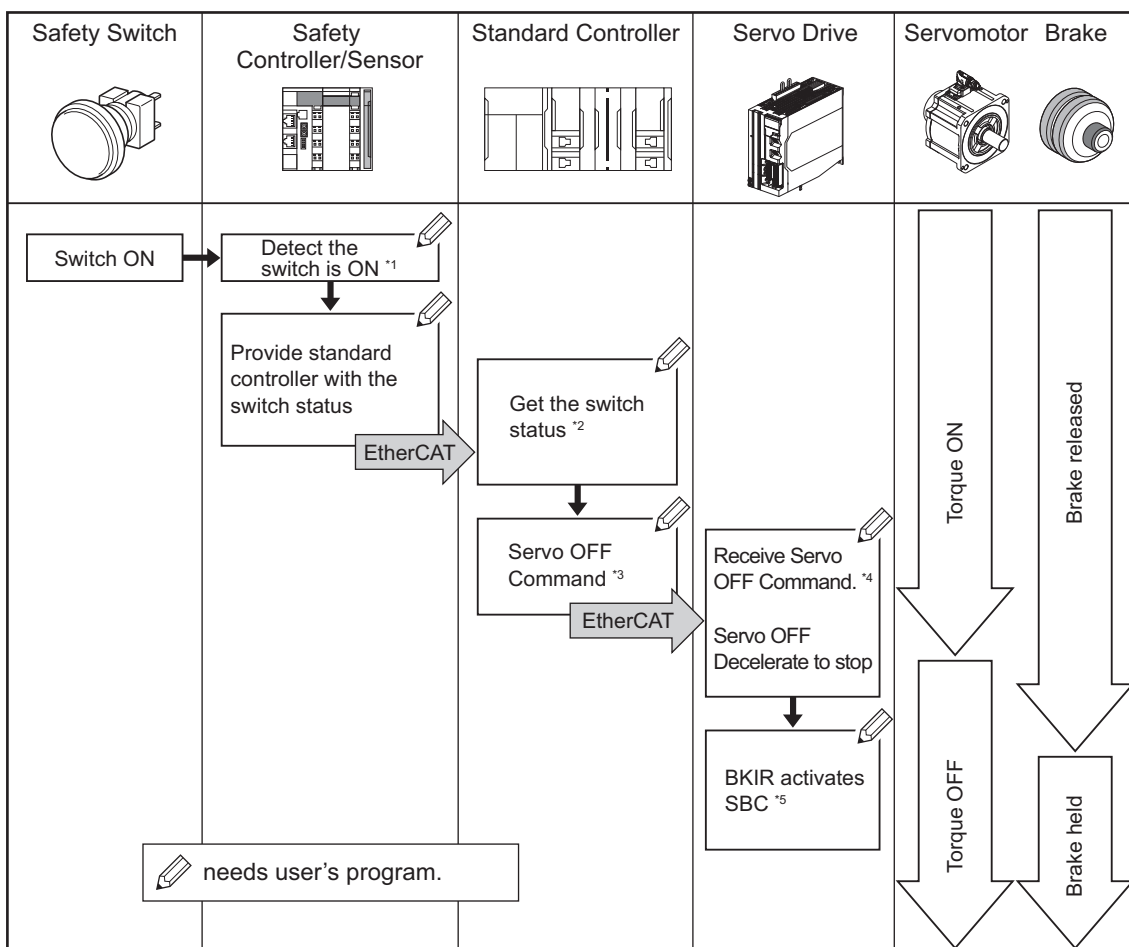 Safety Switch
Safety
Controller/Sensor
Standard Controller
Servo Drive
Servomotor
Brake
Switch ON
Detect the
switch is ON *1
Provide standard
controller with the
switch status
EtherCAT
Get the switch
status *2
Servo OFF
Command *3
EtherCAT
Receive Servo
OFF Command. *4
Servo OFF
Decelerate to stop
BKIR activates
SBC *5
Torque ON
Torque OFF
Brake released
Brake held
needs user's program.